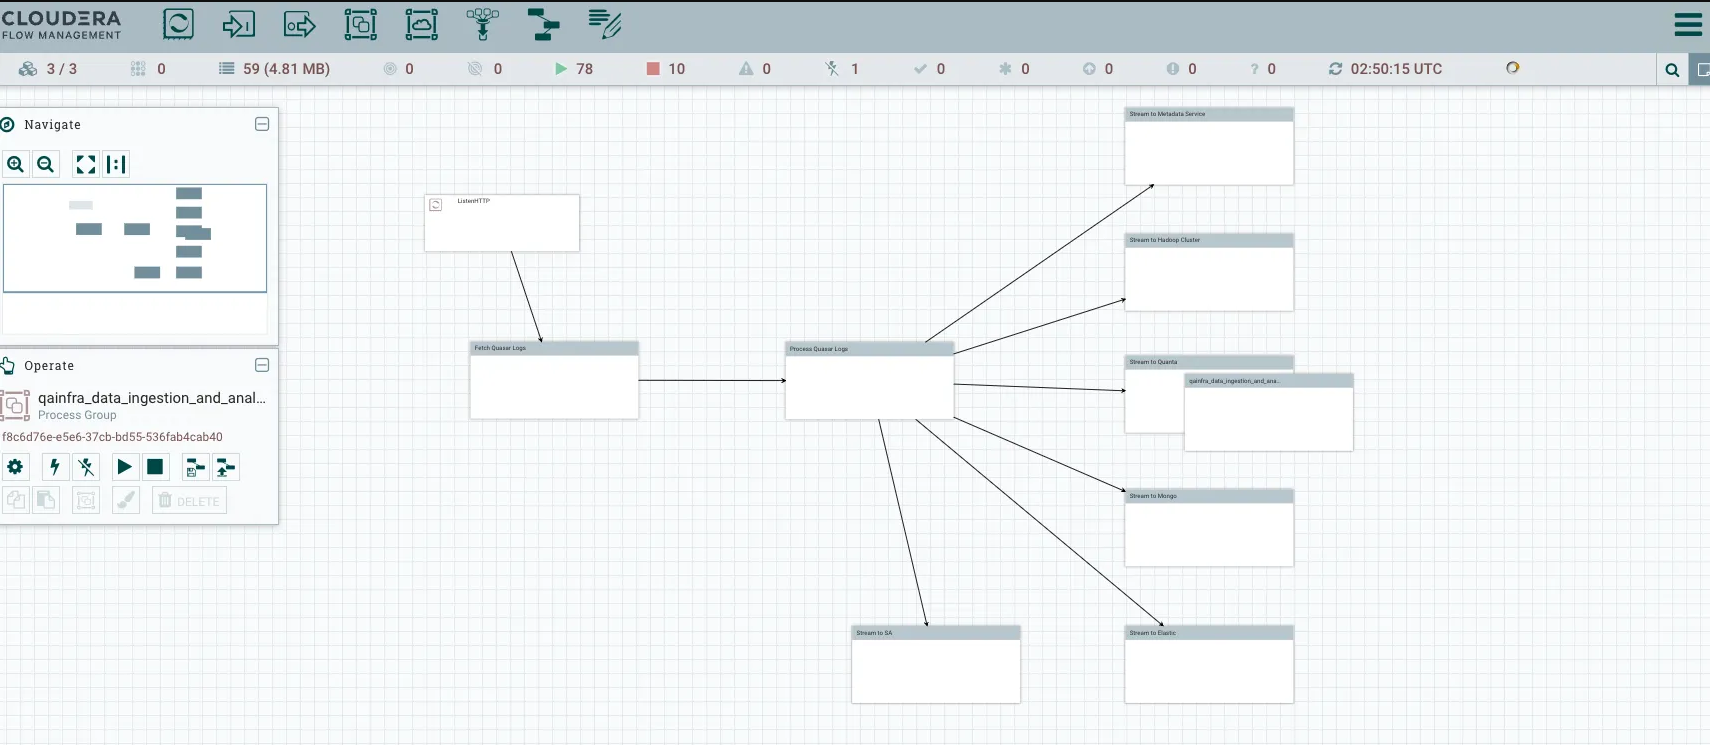 CLOUDERA
FLOW MANAGEMENT
3 / 3
0
59 (4.81 MB)
0
0
78
10
0
1
0
0
0
0
? 0
02:50:15 UTC
Navigate
Operate
qainfra_data_ingestion_and_anal...
Process Group
f8c6d76e-e5e6-37cb-bd55-536fab4cab40
DELETE
ListenHTTP
Fetch Quasar Logs
Process Quasar Logs
Stream to Metadata Service
Stream to Hadoop Cluster
Stream to Quanta
qainfra_data_ingestion_and_ana...
Stream to Mongo
Stream to SA
Stream to Elastic